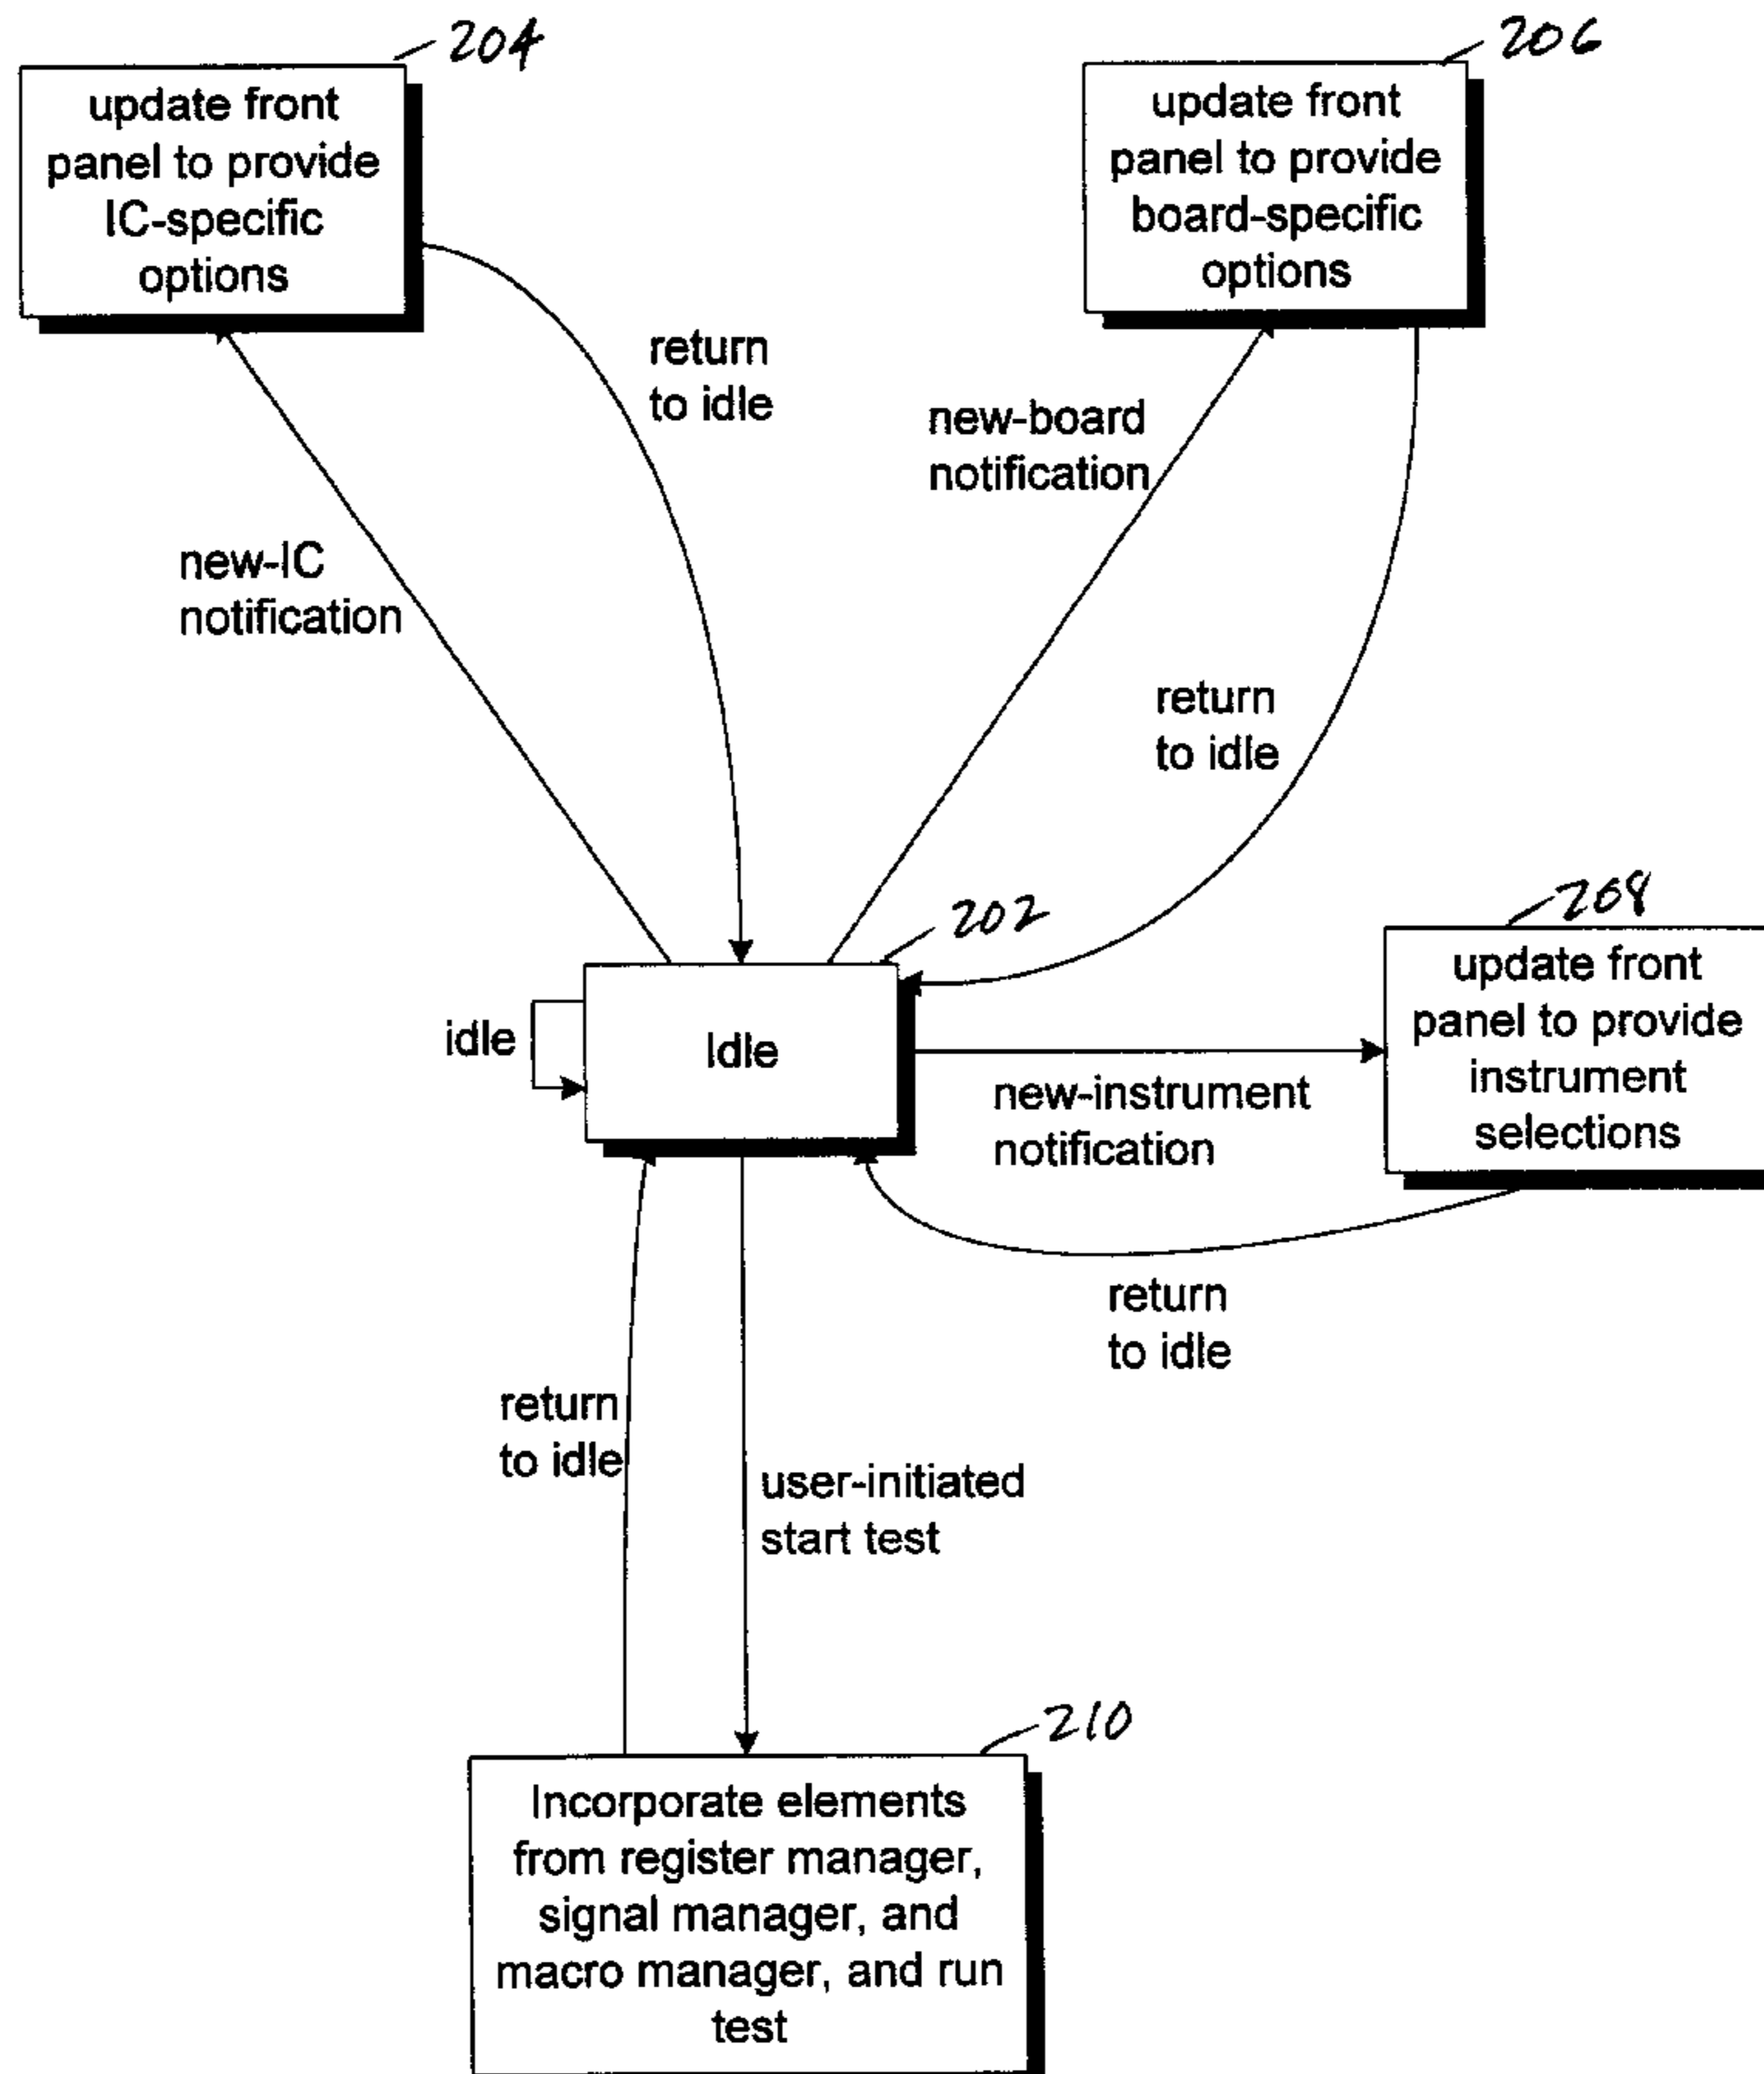 204
206
update front
panel to provide
IC-specific
options
update front
panel to provide
board-specific
options
return
to idle
new-board
notification
new-IC
notification
return
to idle
202
208
update front
panel to provide
instrument
selections
idle
Idle
new-instrument
notification
return
to idle
return
to idle
user-initiated
start test
210
Incorporate elements
from register manager,
signal manager, and
macro manager, and run
test